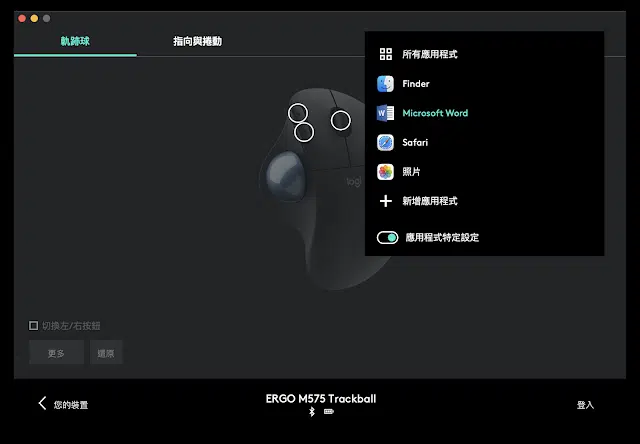 軌跡球
指向與捲動
所有應用程式
Finder
Microsoft Word
Safari
照片
新增應用程式
應用程式特定設定
logi
切換左/右按鈕
更多
還原
您的裝置
ERGO M575 Trackball
登入